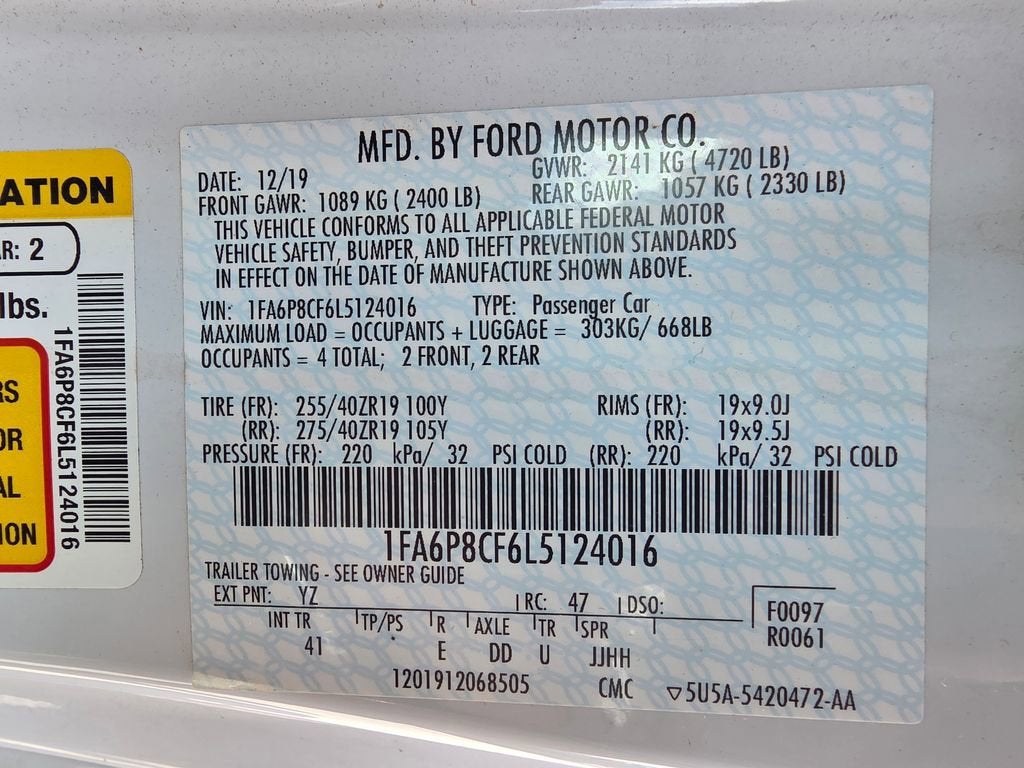 ATION
AR: 2
lbs.
RS
OR
AL
ION
1FA6P8CF6L5124016
MFD. BY FORD MOTOR CO.
DATE: 12/19 GVWR: 2141 KG ( 4720 LB)
FRONT GAWR: 1089 KG ( 2400 LB) REAR GAWR: 1057 KG ( 2330 LB)
THIS VEHICLE CONFORMS TO ALL APPLICABLE FEDERAL MOTOR
VEHICLE SAFETY, BUMPER, AND THEFT PREVENTION STANDARDS
IN EFFECT ON THE DATE OF MANUFACTURE SHOWN ABOVE.
VIN: 1FA6P8CF6L5124016 TYPE: Passenger Car
MAXIMUM LOAD = OCCUPANTS + LUGGAGE = 303KG/ 668LB
OCCUPANTS = 4 TOTAL; 2 FRONT, 2 REAR
TIRE (FR): 255/40ZR19 100Y RIMS (FR): 19x9.0J
(RR): 275/40ZR19 105Y (RR): 19x9.5J
PRESSURE (FR): 220 kPa/ 32 PSI COLD (RR): 220 kPa/ 32 PSI COLD
1FA6P8CF6L5124016
TRAILER TOWING - SEE OWNER GUIDE
EXT PNT: YZ RC: 47 DSO: F0097
INT TR TP/PS R AXLE TR SPR R0061
41 E DD U JJHH
1201912068505 CMC ▽5U5A-5420472-AA